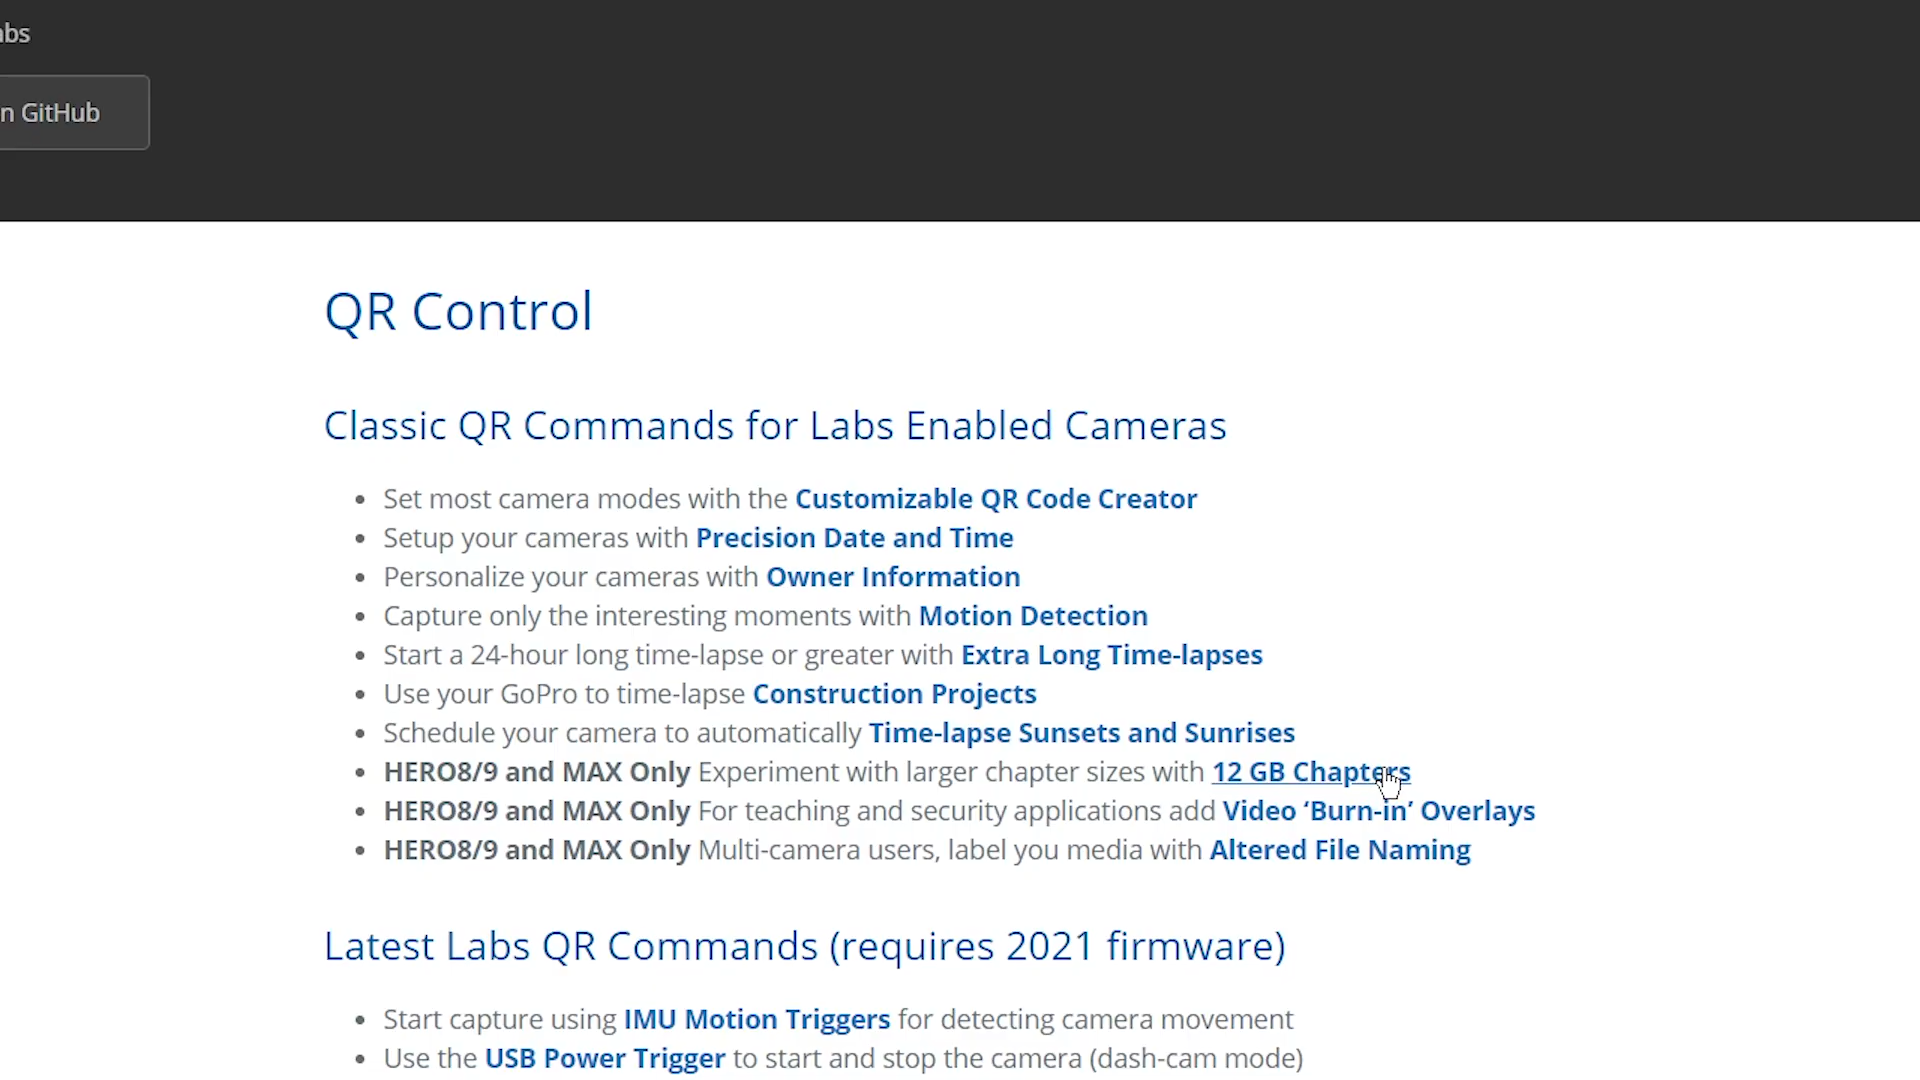 abs
n GitHub
QR Control
Classic QR Commands for Labs Enabled Cameras
Set most camera modes with the Customizable QR Code Creator
Setup your cameras with Precision Date and Time
Personalize your cameras with Owner Information
Capture only the interesting moments with Motion Detection
Start a 24-hour long time-lapse or greater with Extra Long Time-lapses
Use your GoPro to time-lapse Construction Projects
Schedule your camera to automatically Time-lapse Sunsets and Sunrises
HERO8/9 and MAX Only Experiment with larger chapter sizes with 12 GB Chapters
HERO8/9 and MAX Only For teaching and security applications add Video ‘Burn-in’ Overlays
HERO8/9 and MAX Only Multi-camera users, label you media with Altered File Naming
Latest Labs QR Commands (requires 2021 firmware)
Start capture using IMU Motion Triggers for detecting camera movement
Use the USB Power Trigger to start and stop the camera (dash-cam mode)